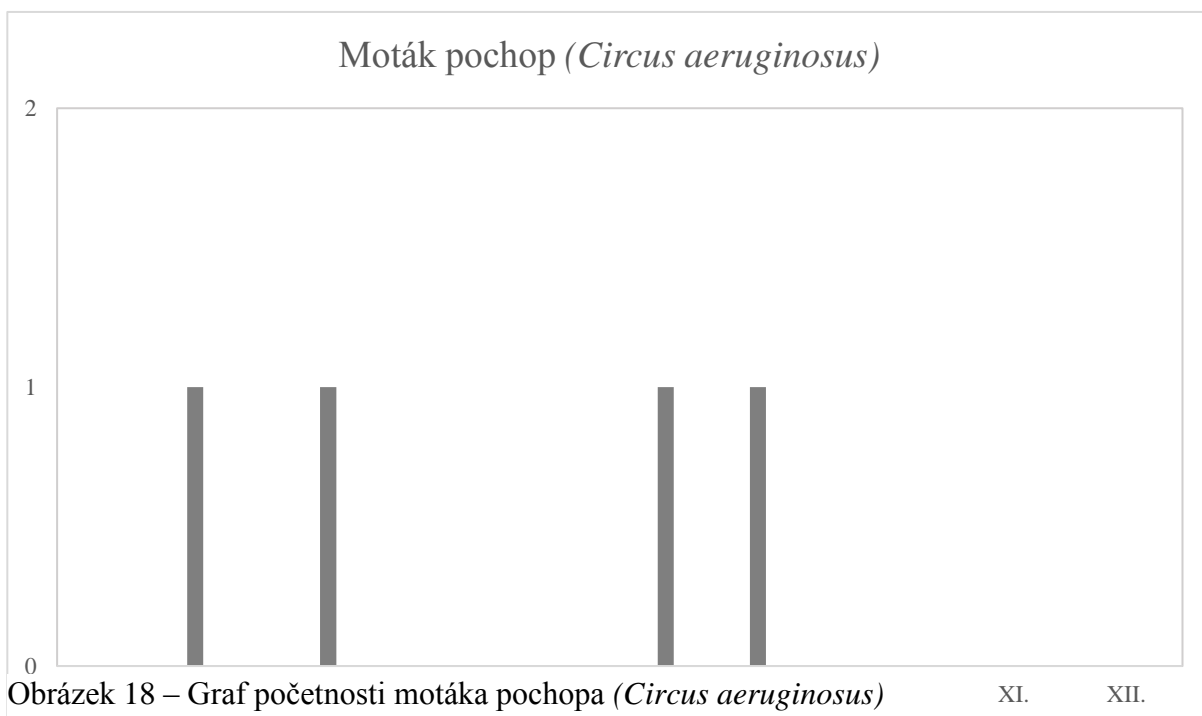 Moták pochop (Circus aeruginosus)
2
1
0
Obrázek 18 – Graf početnosti motáka pochopa (Circus aeruginosus) XI. XII.